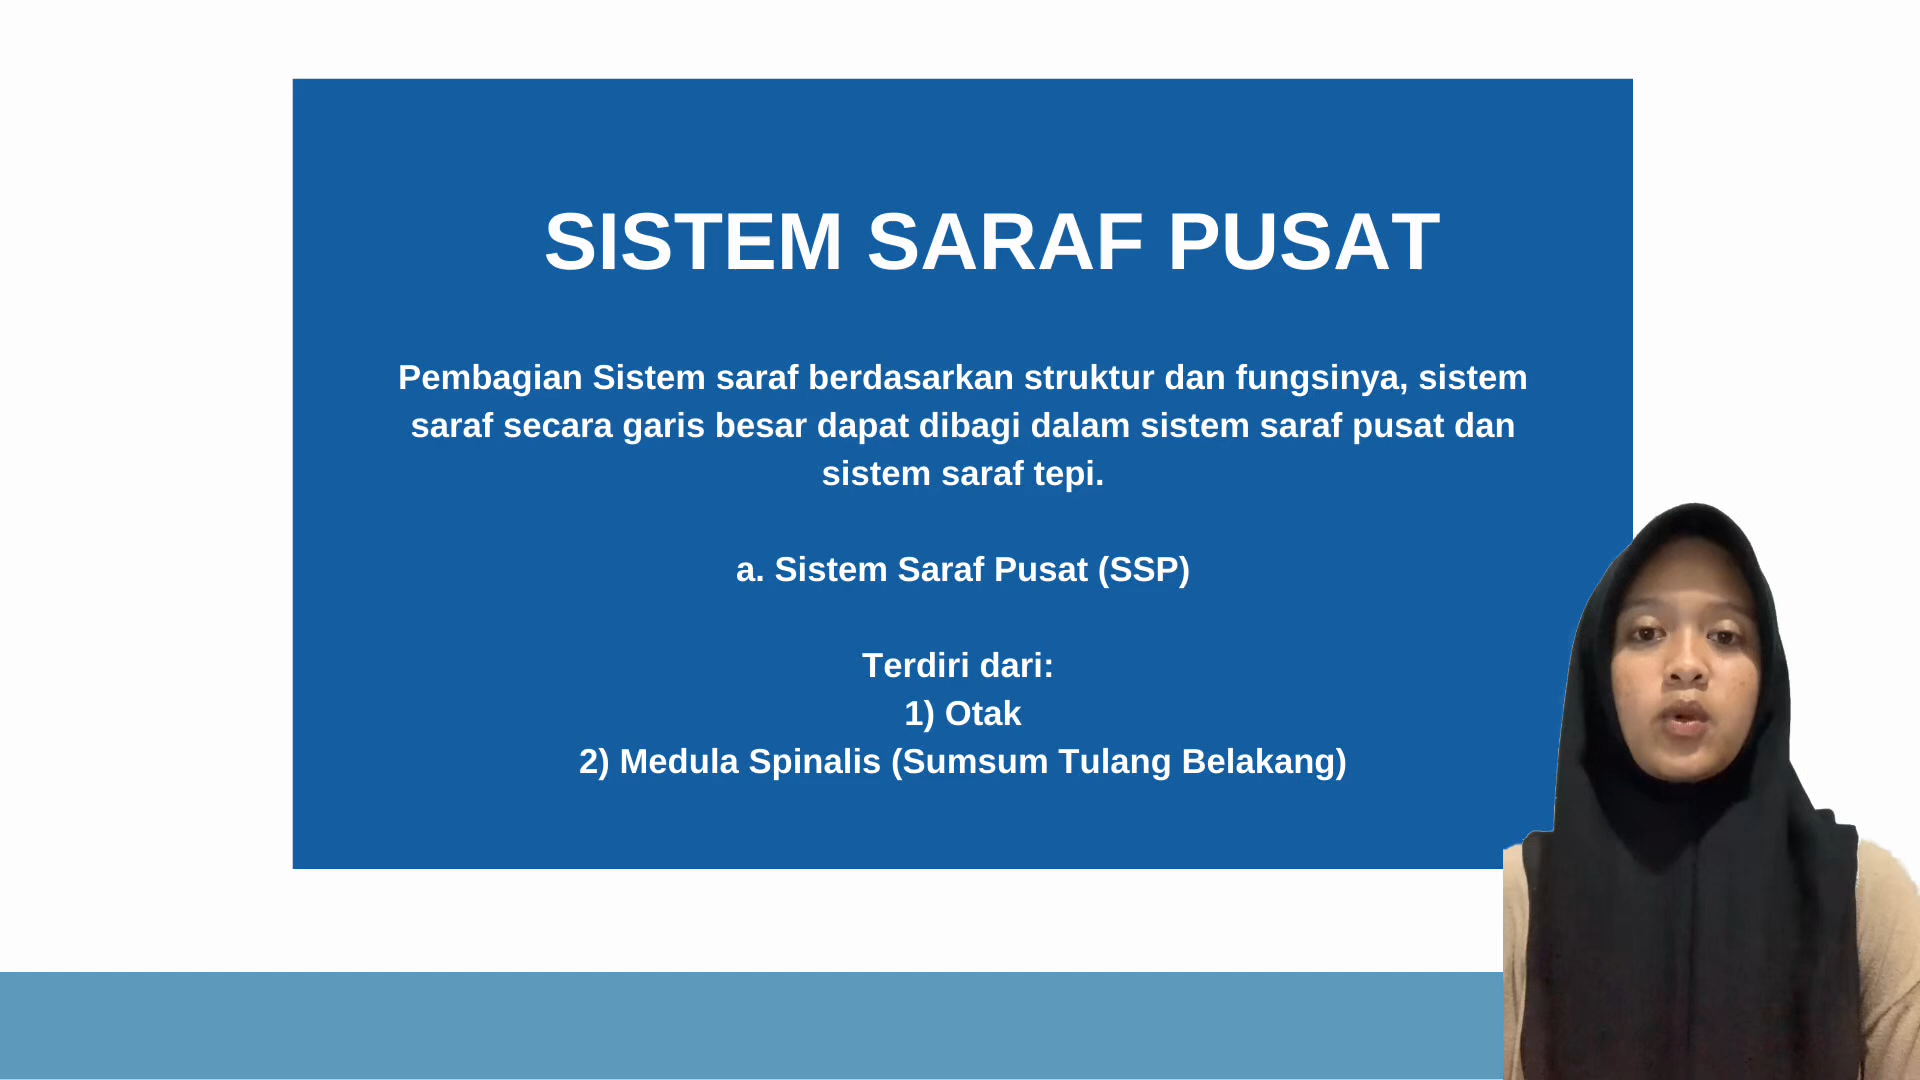 SISTEM SARAF PUSAT
Pembagian Sistem saraf berdasarkan struktur dan fungsinya, sistem
saraf secara garis besar dapat dibagi dalam sistem saraf pusat dan
sistem saraf tepi.
a. Sistem Saraf Pusat (SSP)
Terdiri dari:
1) Otak
2) Medula Spinalis (Sumsum Tulang Belakang)